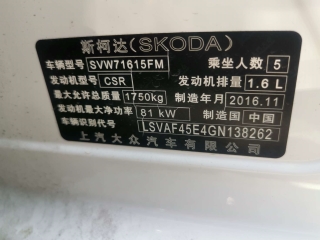 斯柯达(SKODA)
车辆型号 SVW71615FM 乘坐人数 5
发动机型号 CSR 发动机排量 1.6 L
最大允许总质量 1750kg 制造年月 2016.11
发动机最大净功率 81 kW 制造国 中国
车辆识别代号 LSVAF45E4GN138262
上汽大众汽车有限公司